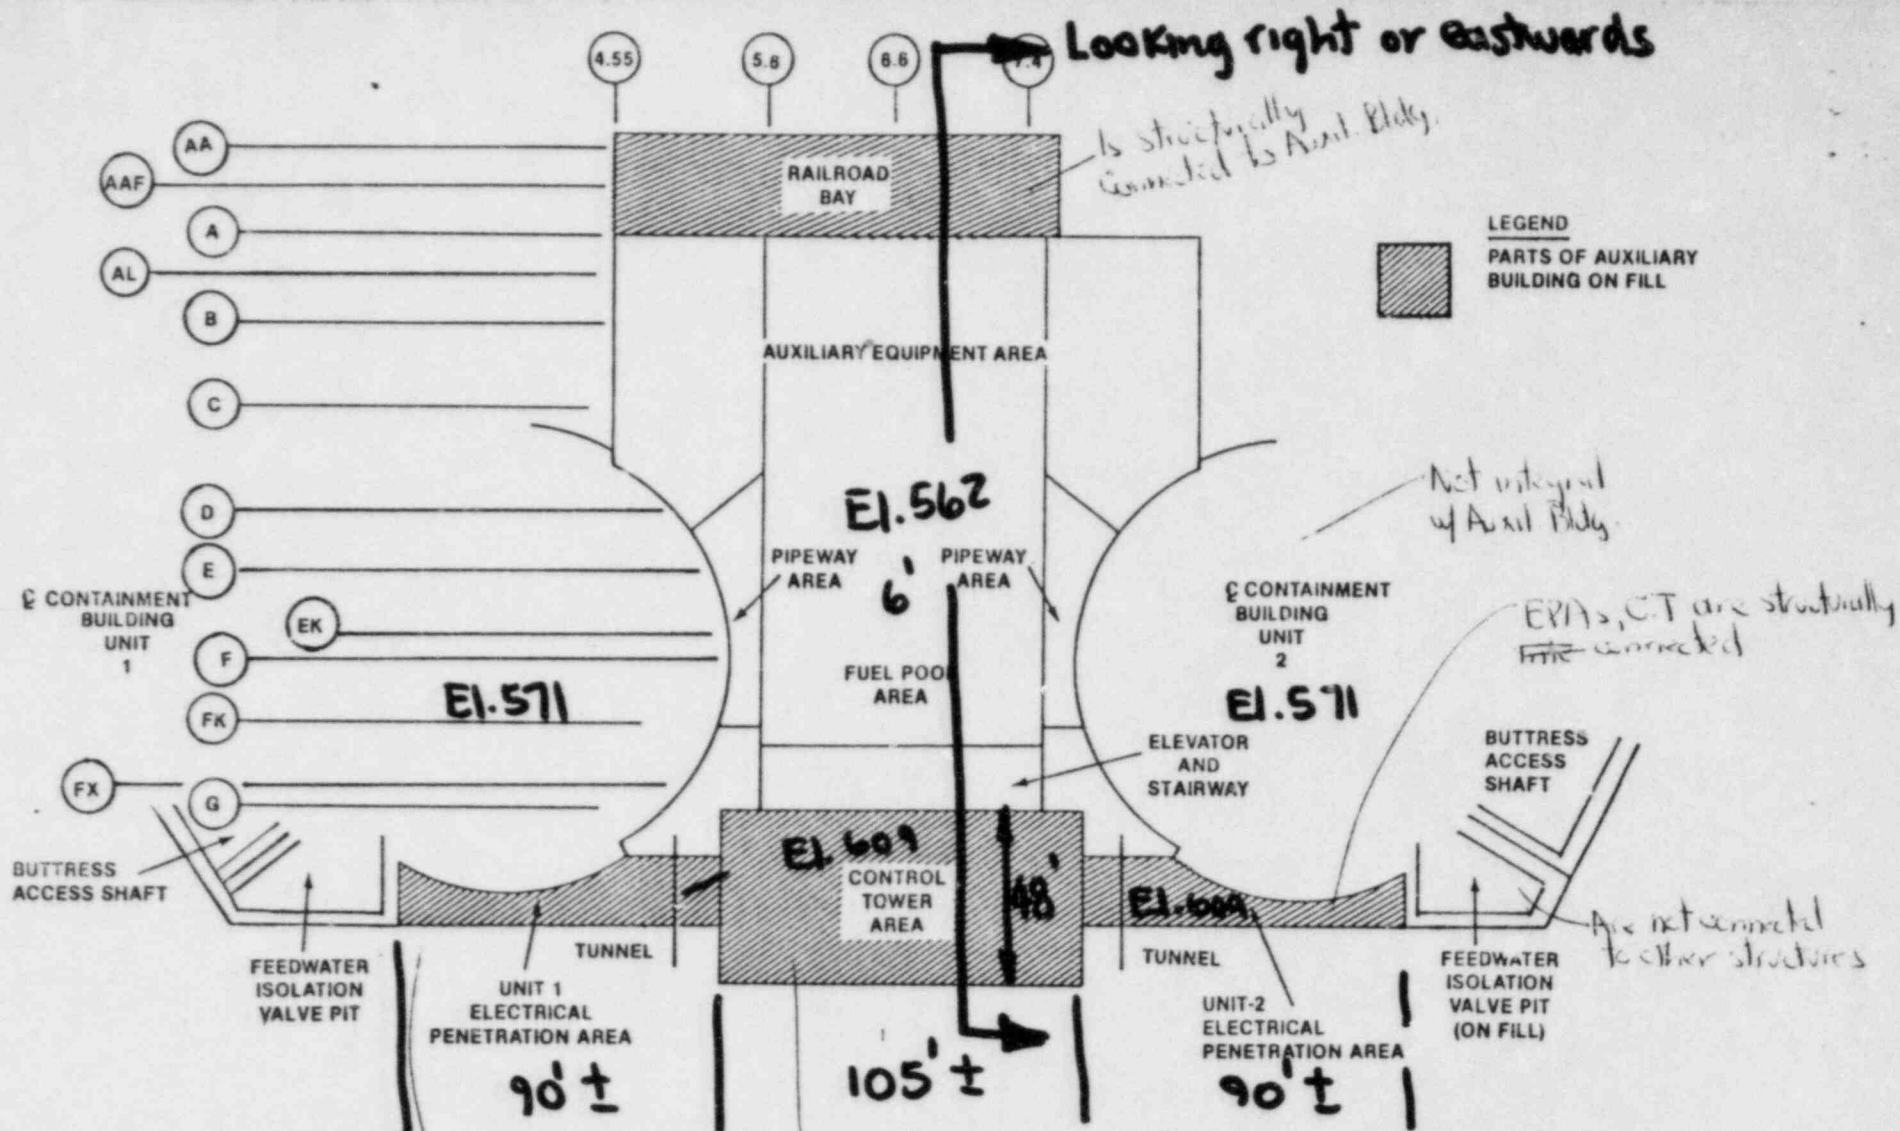 Looking right or eastwards
4.55
5.6
6.6
7.4
Is structurally
Connected to Auxil. Bldg.
AA
AAF
A
AL
B
C
D
E
EK
F
FK
FX
G
RAILROAD
BAY
LEGEND
PARTS OF AUXILIARY
BUILDING ON FILL
AUXILIARY EQUIPMENT AREA
El.562
6'
Not integral
w/ Auxil Bldg.
PIPEWAY
AREA
PIPEWAY
AREA
℄ CONTAINMENT
BUILDING
UNIT
1
℄ CONTAINMENT
BUILDING
UNIT
2
EPAs, C.T are structurally
connected
El.571
FUEL POOL
AREA
El.571
ELEVATOR
AND
STAIRWAY
BUTTRESS
ACCESS
SHAFT
BUTTRESS
ACCESS SHAFT
El.609
CONTROL
TOWER
AREA
48'
El.609
Are not connected
to other structures
TUNNEL
TUNNEL
FEEDWATER
ISOLATION
VALVE PIT
UNIT 1
ELECTRICAL
PENETRATION AREA
UNIT-2
ELECTRICAL
PENETRATION AREA
FEEDWATER
ISOLATION
VALVE PIT
(ON FILL)
90' ±
105' ±
90' ±